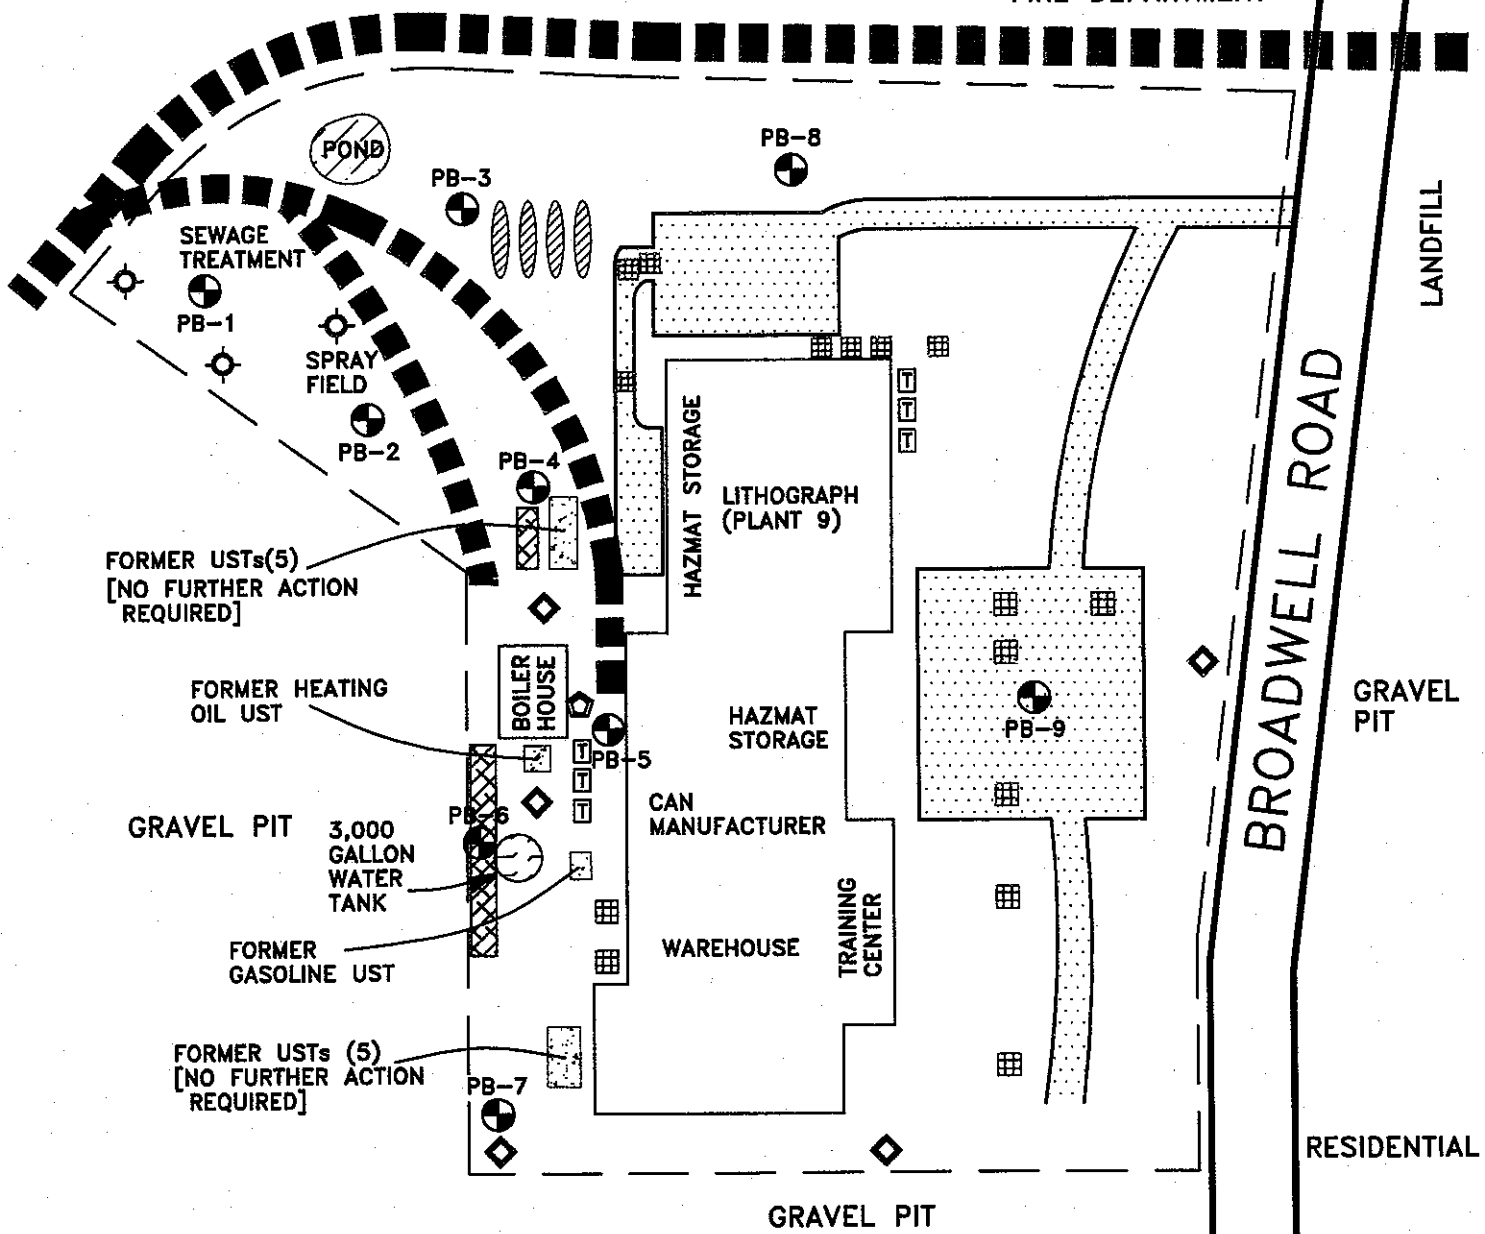 FIRE DEPARTMENT
POND
PB-8
PB-3
SEWAGE
TREATMENT
PB-1
SPRAY
FIELD
PB-2
LANDFILL
PB-4
HAZMAT STORAGE
LITHOGRAPH
(PLANT 9)
T
T
T
FORMER USTs(5)
[NO FURTHER ACTION
REQUIRED]
BOILER
HOUSE
FORMER HEATING
OIL UST
PB-5
T
T
T
HAZMAT
STORAGE
PB-9
BROADWELL ROAD
GRAVEL
PIT
CAN
MANUFACTURER
GRAVEL PIT
PB-6
3,000
GALLON
WATER
TANK
TRAINING
CENTER
WAREHOUSE
FORMER
GASOLINE UST
FORMER USTs (5)
[NO FURTHER ACTION
REQUIRED]
PB-7
RESIDENTIAL
GRAVEL PIT